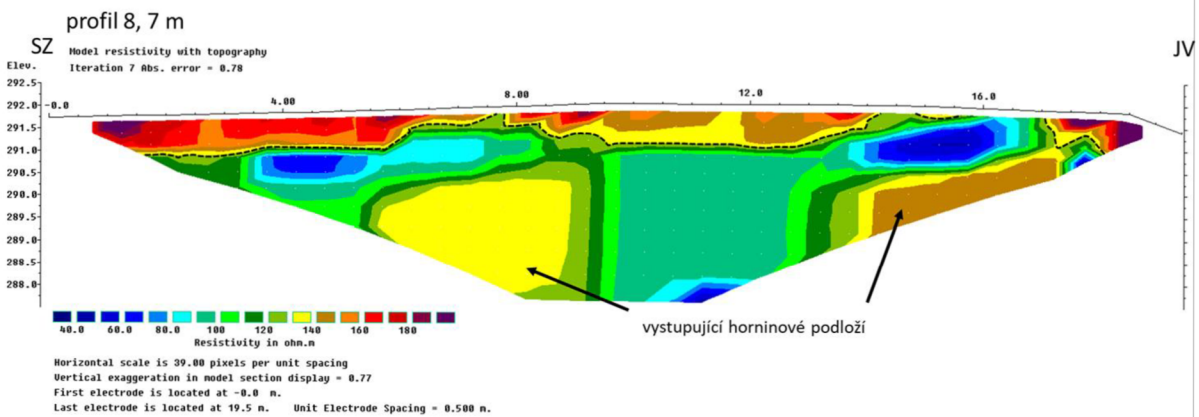 profil 8, 7 m
SZ
JV
Model resistivity with topography
Elev.
Iteration 7 Abs. error = 0.78
292.5
292.0
-0.0
4.00
8.00
12.0
16.0
291.5
291.0
290.5
290.0
289.5
289.0
288.5
288.0
vystupující horninové podloží
40.0 60.0 80.0 100 120 140 160 180
Resistivity in ohm.m
Horizontal scale is 39.00 pixels per unit spacing
Vertical exaggeration in model section display = 0.77
First electrode is located at -0.0 m.
Last electrode is located at 19.5 m. Unit Electrode Spacing = 0.500 m.